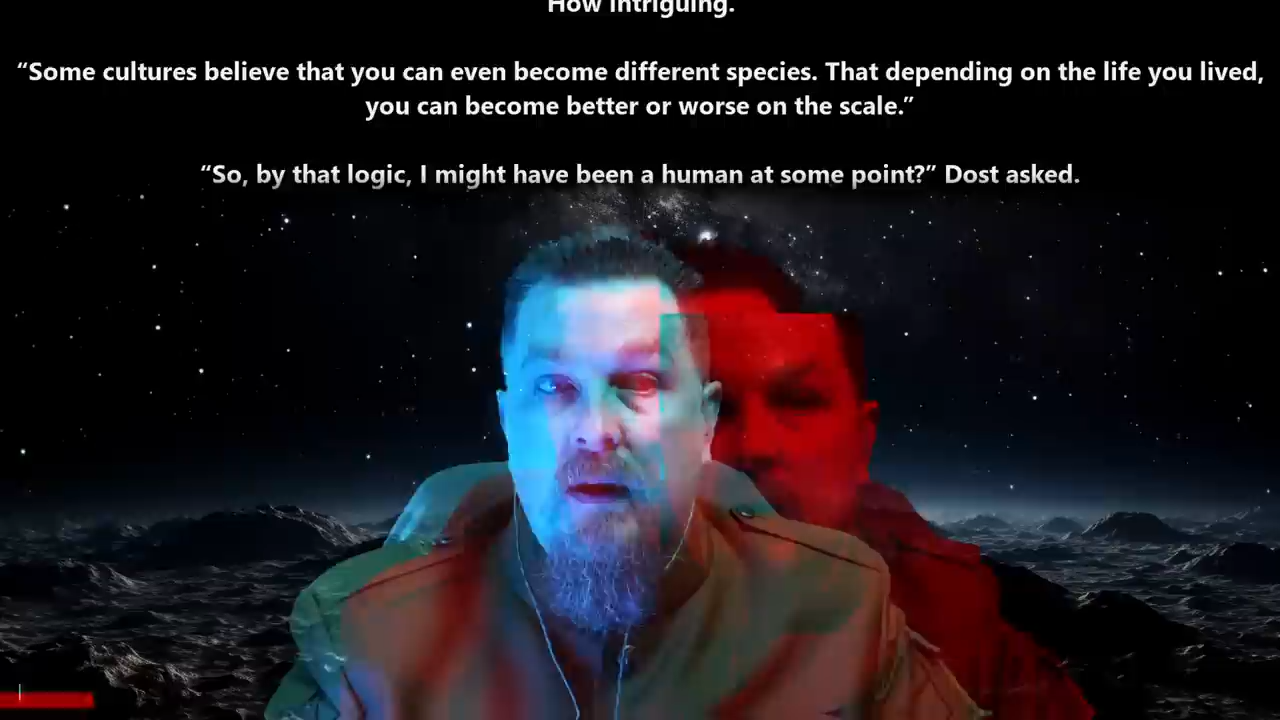 How intriguing.
“Some cultures believe that you can even become different species. That depending on the life you lived,
you can become better or worse on the scale.”
“So, by that logic, I might have been a human at some point?” Dost asked.